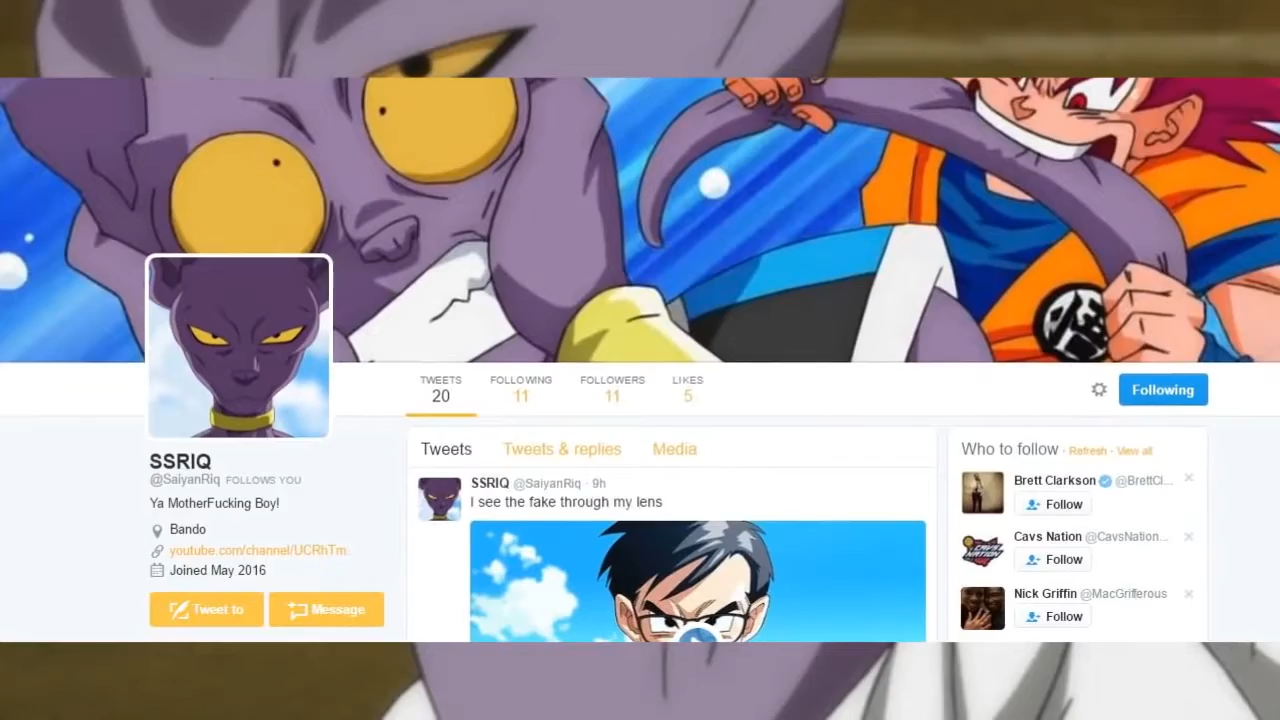 TWEETS FOLLOWING FOLLOWERS LIKES
20 11 11 5
Following
SSRIQ
@SaiyanRiq FOLLOWS YOU
Ya MotherFucking Boy!
Bando
youtube.com/channel/UCRhTm
Joined May 2016
Tweet to Message
Tweets Tweets & replies Media
SSRIQ @SaiyanRiq · 9h
I see the fake through my lens
Who to follow · Refresh · View all
Brett Clarkson @BrettCl...
Follow
Cavs Nation @CavsNation...
Follow
Nick Griffin @MacGrifferous
Follow